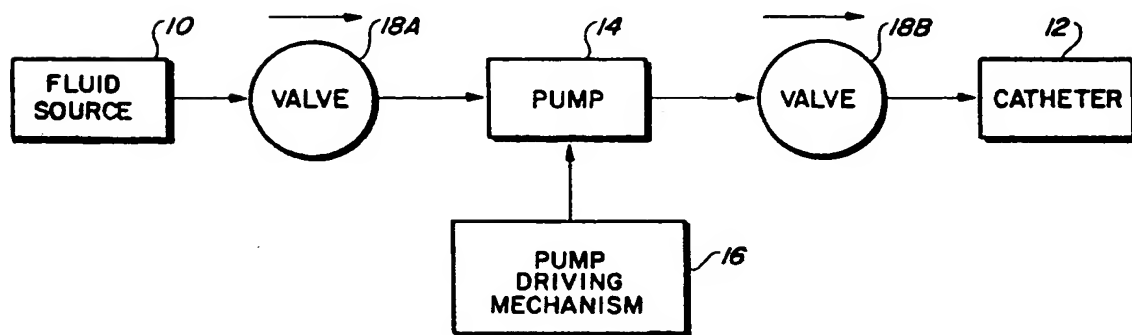 10
18A
14
18B
12
FLUID
SOURCE
VALVE
PUMP
VALVE
CATHETER
PUMP
DRIVING
MECHANISM
16